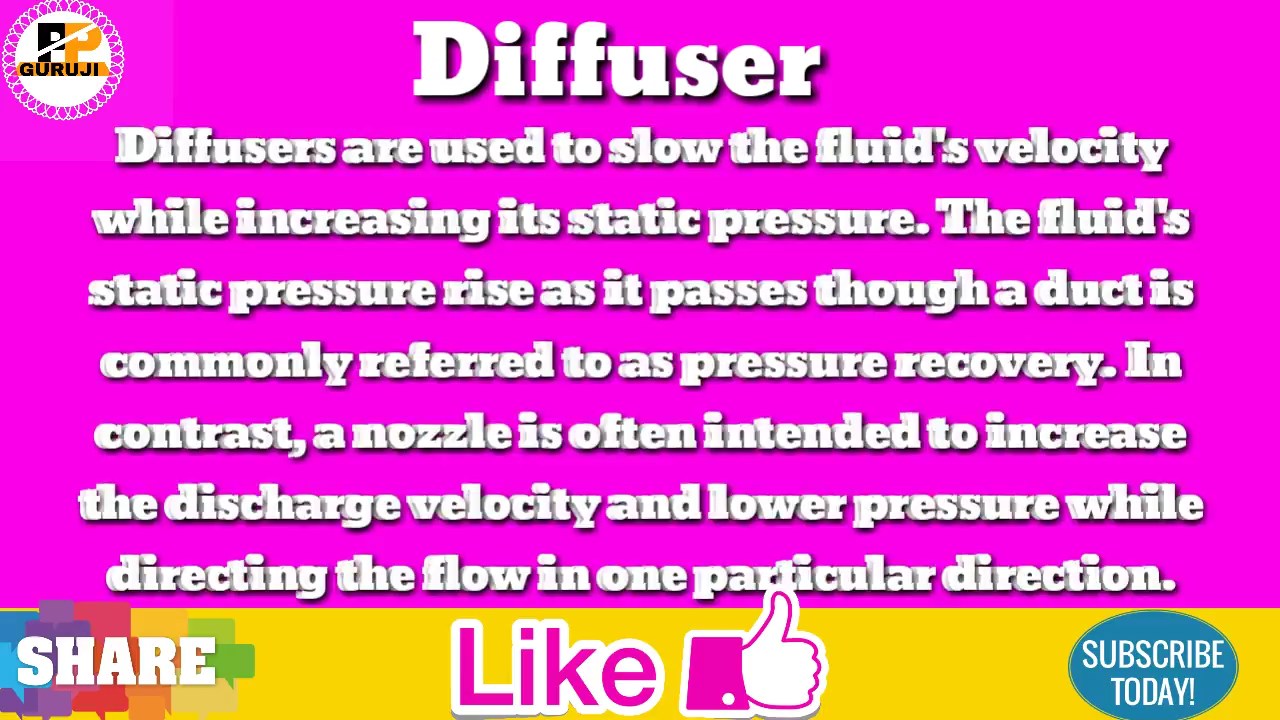 PP
GURUJI
Diffuser
Diffusers are used to slow the fluid's velocity
while increasing its static pressure. The fluid's
static pressure rise as it passes though a duct is
commonly referred to as pressure recovery. In
contrast, a nozzle is often intended to increase
the discharge velocity and lower pressure while
directing the flow in one particular direction.
SHARE
Like
SUBSCRIBE
TODAY!